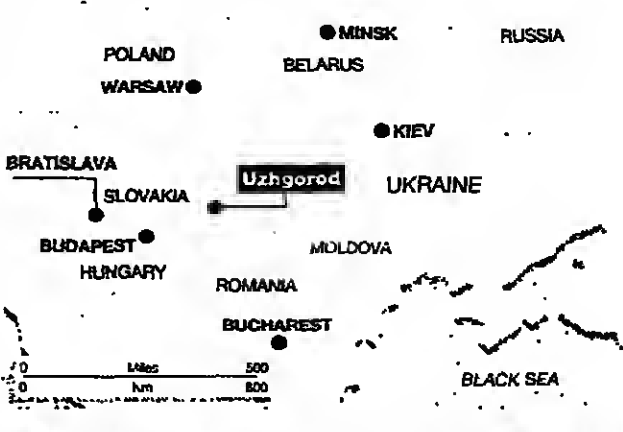 MINSK
RUSSIA
POLAND
BELARUS
WARSAW
KIEV
BRATISLAVA
Uzhgorod
UKRAINE
SLOVAKIA
BUDAPEST
MOLDOVA
HUNGARY
ROMANIA
BUCHAREST
0 Miles 500
0 km 800
BLACK SEA